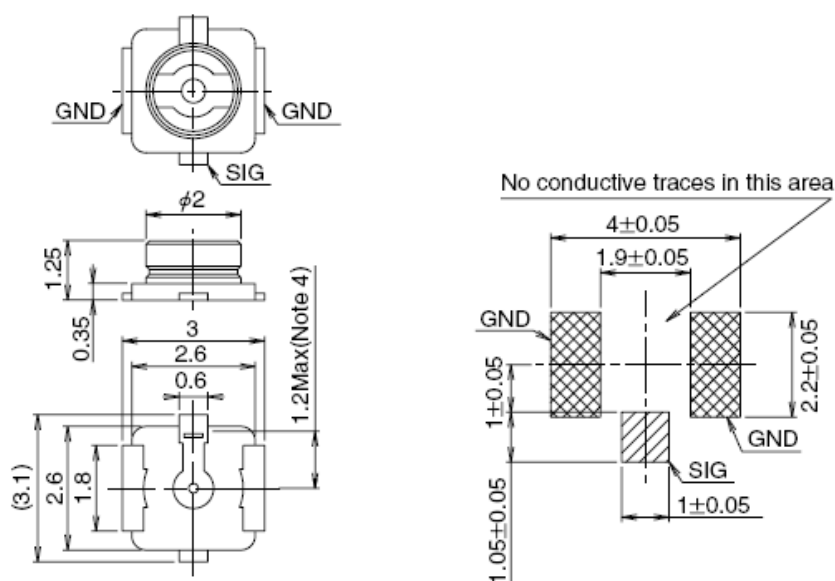 GND
GND
SIG
ϕ2
1.25
0.35
3
2.6
0.6
1.2Max(Note 4)
(3.1)
2.6
1.8
No conductive traces in this area
4±0.05
1.9±0.05
GND
2.2±0.05
1±0.05
GND
SIG
1.05±0.05
1±0.05